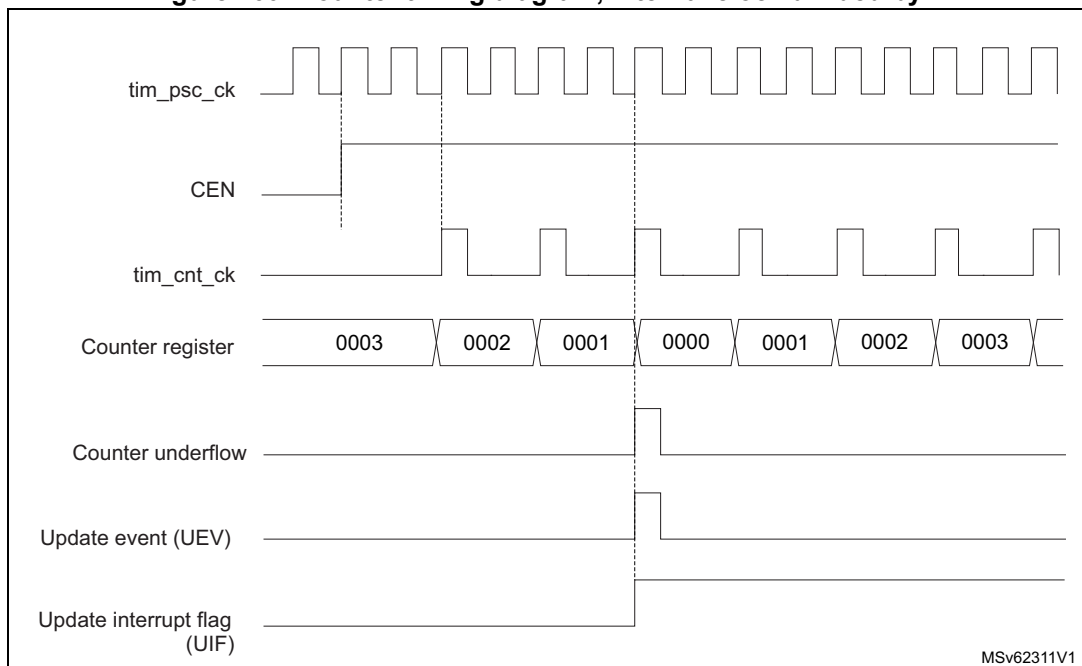 tim_psc_ck
CEN
tim_cnt_ck
Counter register
0003
0002
0001
0000
0001
0002
0003
Counter underflow
Update event (UEV)
Update interrupt flag
(UIF)
MSv62311V1